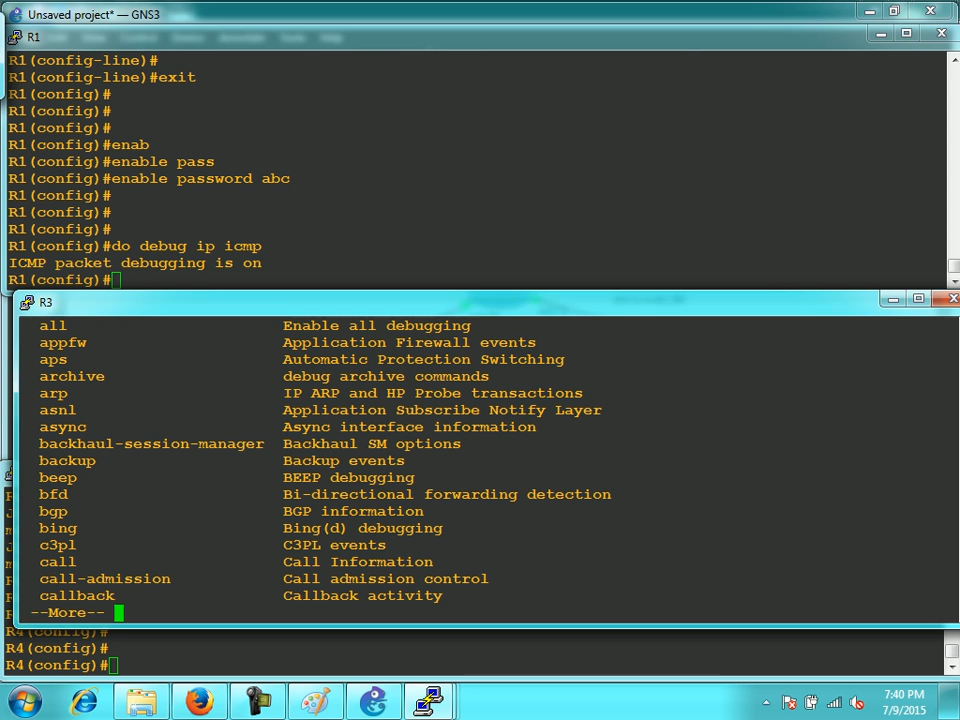 Unsaved project* — GNS3
R1
R1(config-line)#
R1(config-line)#exit
R1(config)#
R1(config)#
R1(config)#
R1(config)#enab
R1(config)#enable pass
R1(config)#enable password abc
R1(config)#
R1(config)#
R1(config)#
R1(config)#do debug ip icmp
ICMP packet debugging is on
R1(config)#
R3
all Enable all debugging
appfw Application Firewall events
aps Automatic Protection Switching
archive debug archive commands
arp IP ARP and HP Probe transactions
asnl Application Subscribe Notify Layer
async Async interface information
backhaul-session-manager Backhaul SM options
backup Backup events
beep BEEP debugging
bfd Bi-directional forwarding detection
bgp BGP information
bing Bing(d) debugging
c3pl C3PL events
call Call Information
call-admission Call admission control
callback Callback activity
--More--
R4(config)#
R4(config)#
R4(config)#
7:40 PM
7/9/2015